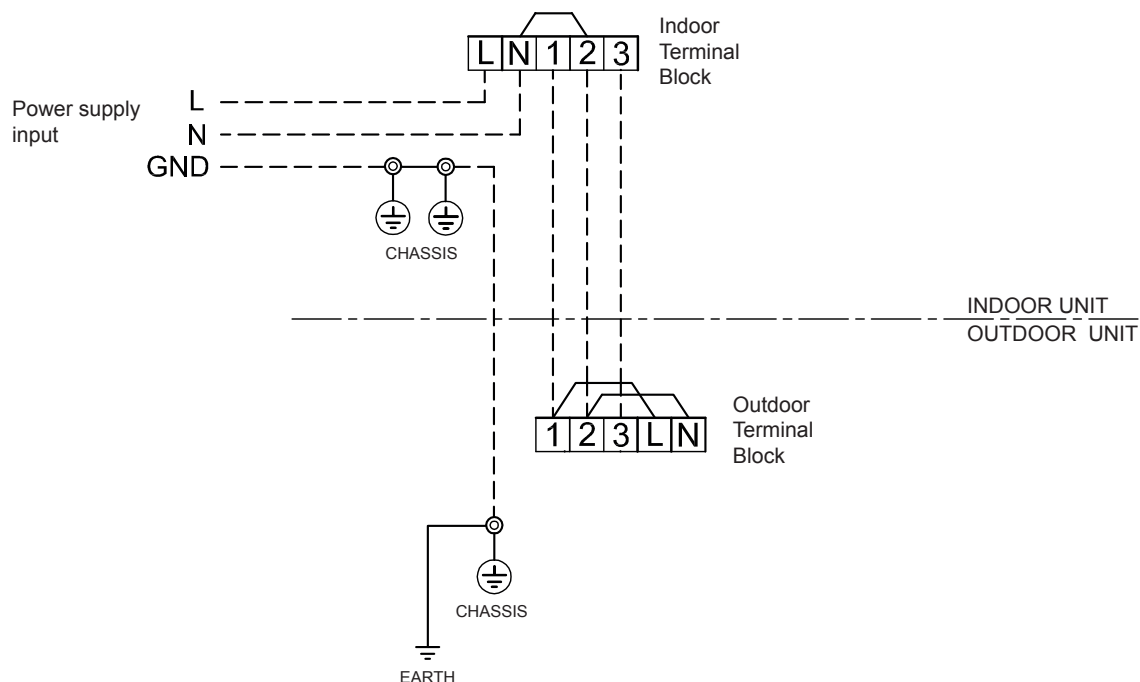 Indoor
Terminal
Block
L N 1 2 3
Power supply
input
L
N
GND
CHASSIS
INDOOR UNIT
OUTDOOR UNIT
Outdoor
Terminal
Block
1 2 3 L N
CHASSIS
EARTH